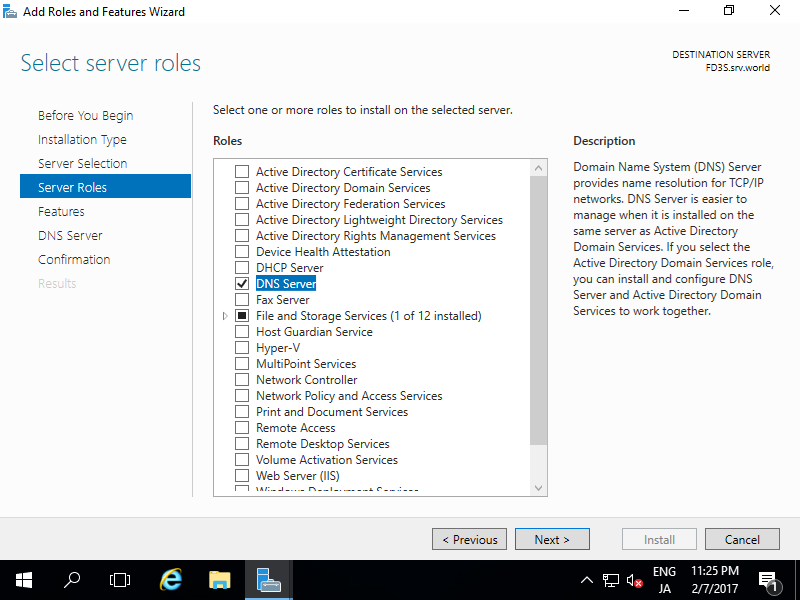 Add Roles and Features Wizard
Select server roles
DESTINATION SERVER
FD3S.srv.world
Before You Begin
Installation Type
Server Selection
Server Roles
Features
DNS Server
Confirmation
Results
Select one or more roles to install on the selected server.
Roles
Active Directory Certificate Services
Active Directory Domain Services
Active Directory Federation Services
Active Directory Lightweight Directory Services
Active Directory Rights Management Services
Device Health Attestation
DHCP Server
DNS Server
Fax Server
File and Storage Services (1 of 12 installed)
Host Guardian Service
Hyper-V
MultiPoint Services
Network Controller
Network Policy and Access Services
Print and Document Services
Remote Access
Remote Desktop Services
Volume Activation Services
Web Server (IIS)
Windows Deployment Services
Description
Domain Name System (DNS) Server
provides name resolution for TCP/IP
networks. DNS Server is easier to
manage when it is installed on the
same server as Active Directory
Domain Services. If you select the
Active Directory Domain Services role,
you can install and configure DNS
Server and Active Directory Domain
Services to work together.
< Previous
Next >
Install
Cancel
ENG
JA
11:25 PM
2/7/2017
1